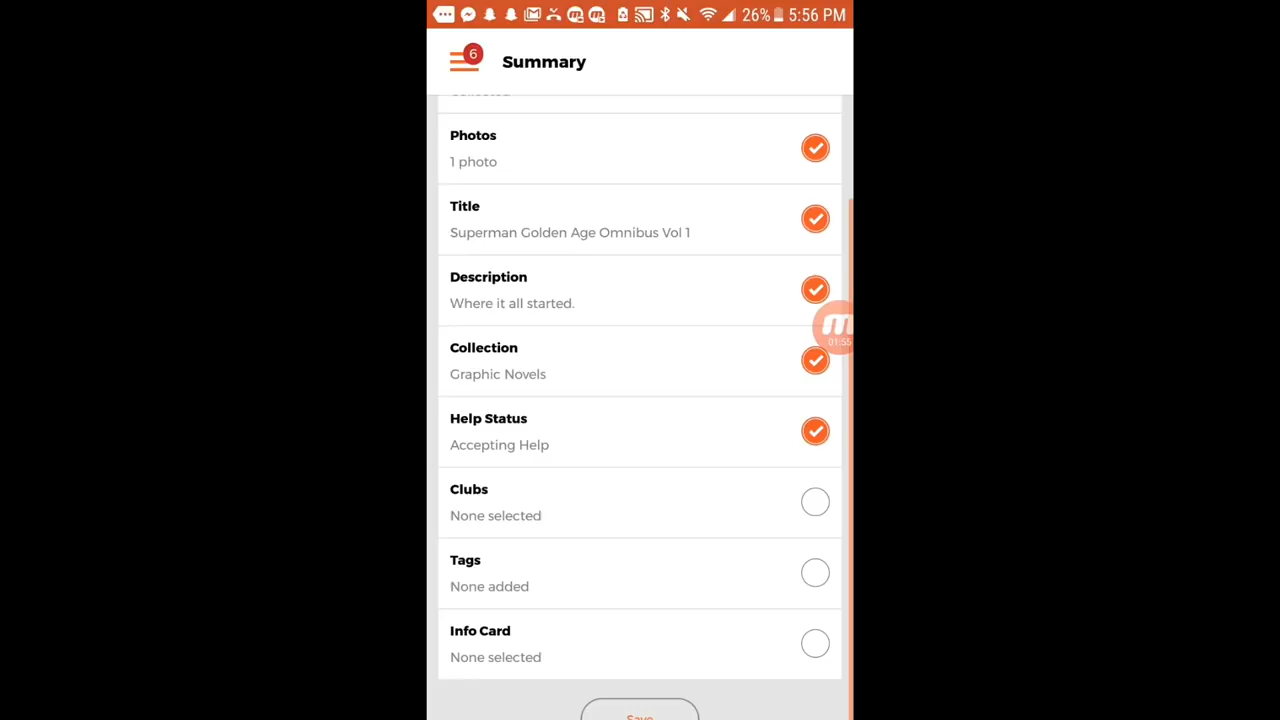 26% 5:56 PM
6
Summary
Photos
1 photo
Title
Superman Golden Age Omnibus Vol 1
Description
Where it all started.
01:55
Collection
Graphic Novels
Help Status
Accepting Help
Clubs
None selected
Tags
None added
Info Card
None selected
Save